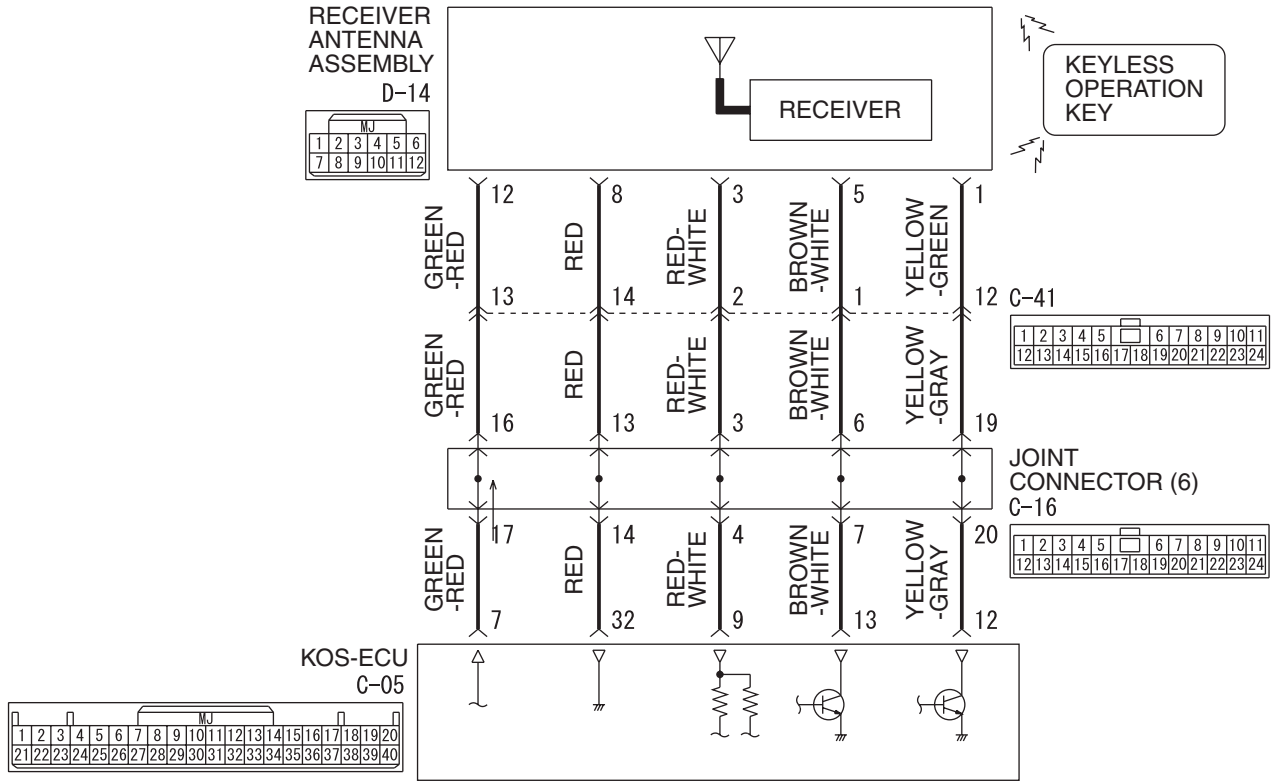 RECEIVER
ANTENNA
ASSEMBLY
D-14
MJ
1 2 3 4 5 6
7 8 9 10 11 12
RECEIVER
KEYLESS
OPERATION
KEY
12 8 3 5 1
GREEN
-RED
RED
RED-
WHITE
BROWN
-WHITE
YELLOW
-GREEN
13 14 2 1 12
C-41
1 2 3 4 5 6 7 8 9 10 11
12 13 14 15 16 17 18 19 20 21 22 23 24
GREEN
-RED
RED
RED-
WHITE
BROWN
-WHITE
YELLOW
-GRAY
16 13 3 6 19
JOINT
CONNECTOR (6)
C-16
1 2 3 4 5 6 7 8 9 10 11
12 13 14 15 16 17 18 19 20 21 22 23 24
17 14 4 7 20
GREEN
-RED
RED
RED-
WHITE
BROWN
-WHITE
YELLOW
-GRAY
7 32 9 13 12
KOS-ECU
C-05
MJ
1 2 3 4 5 6 7 8 9 10 11 12 13 14 15 16 17 18 19 20
21 22 23 24 25 26 27 28 29 30 31 32 33 34 35 36 37 38 39 40